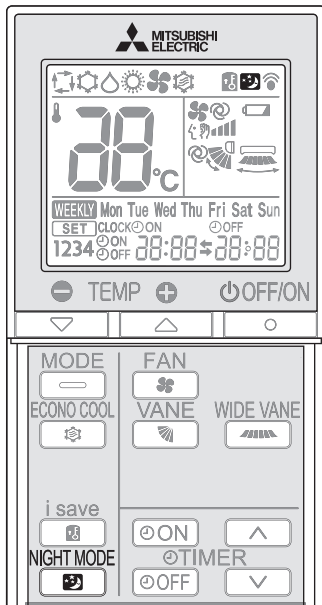 MITSUBISHI
ELECTRIC
88°C
WEEKLY Mon Tue Wed Thu Fri Sat Sun
SET CLOCK ON OFF
1234 ON
OFF 88:88 88:88
TEMP OFF/ON
MODE FAN
ECONO COOL VANE WIDE VANE
i save
ON
NIGHT MODE TIMER
OFF